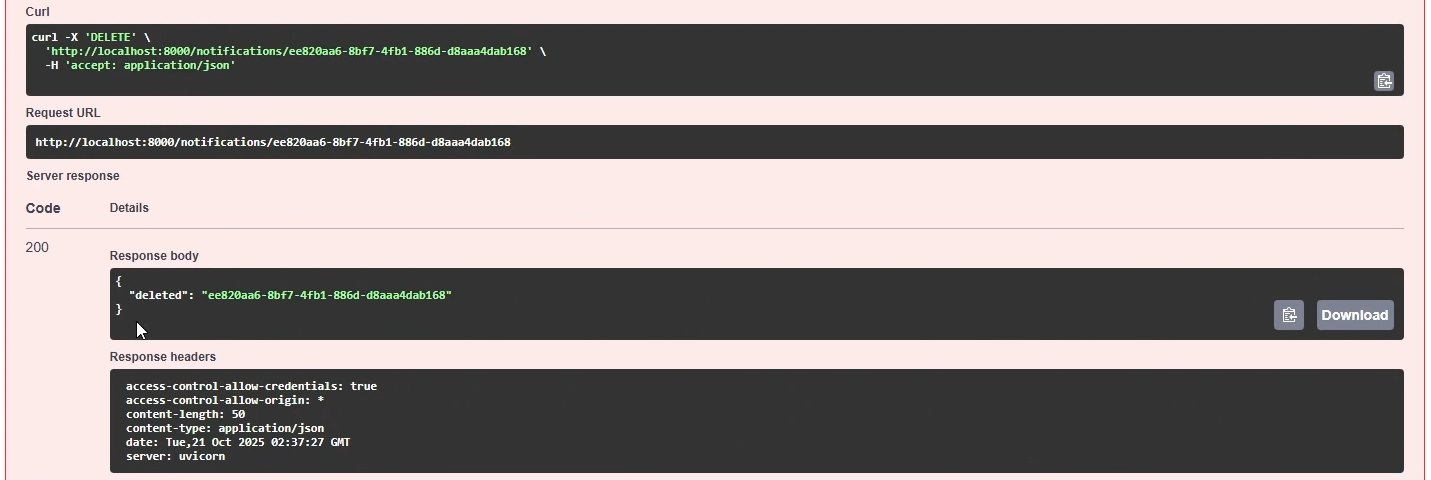 Curl
curl -X 'DELETE' \
  'http://localhost:8000/notifications/ee820aa6-8bf7-4fb1-886d-d8aaa4dab168' \
  -H 'accept: application/json'
Request URL
http://localhost:8000/notifications/ee820aa6-8bf7-4fb1-886d-d8aaa4dab168
Server response
Code Details
200
Response body
{
  "deleted": "ee820aa6-8bf7-4fb1-886d-d8aaa4dab168"
}
Download
Response headers
access-control-allow-credentials: true
access-control-allow-origin: *
content-length: 50
content-type: application/json
date: Tue,21 Oct 2025 02:37:27 GMT
server: uvicorn